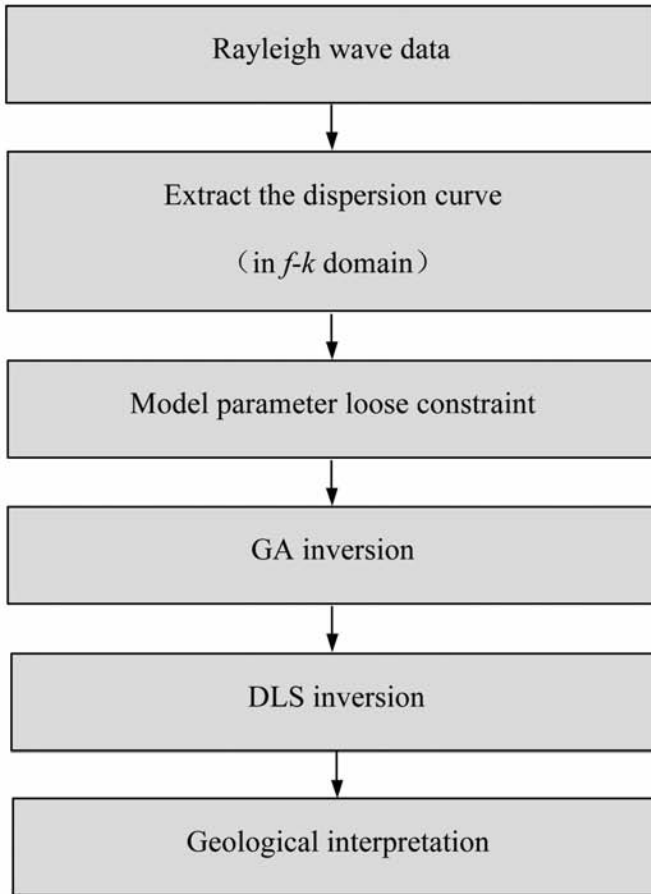 Rayleigh wave data
Extract the dispersion curve
（in f-k domain）
Model parameter loose constraint
GA inversion
DLS inversion
Geological interpretation